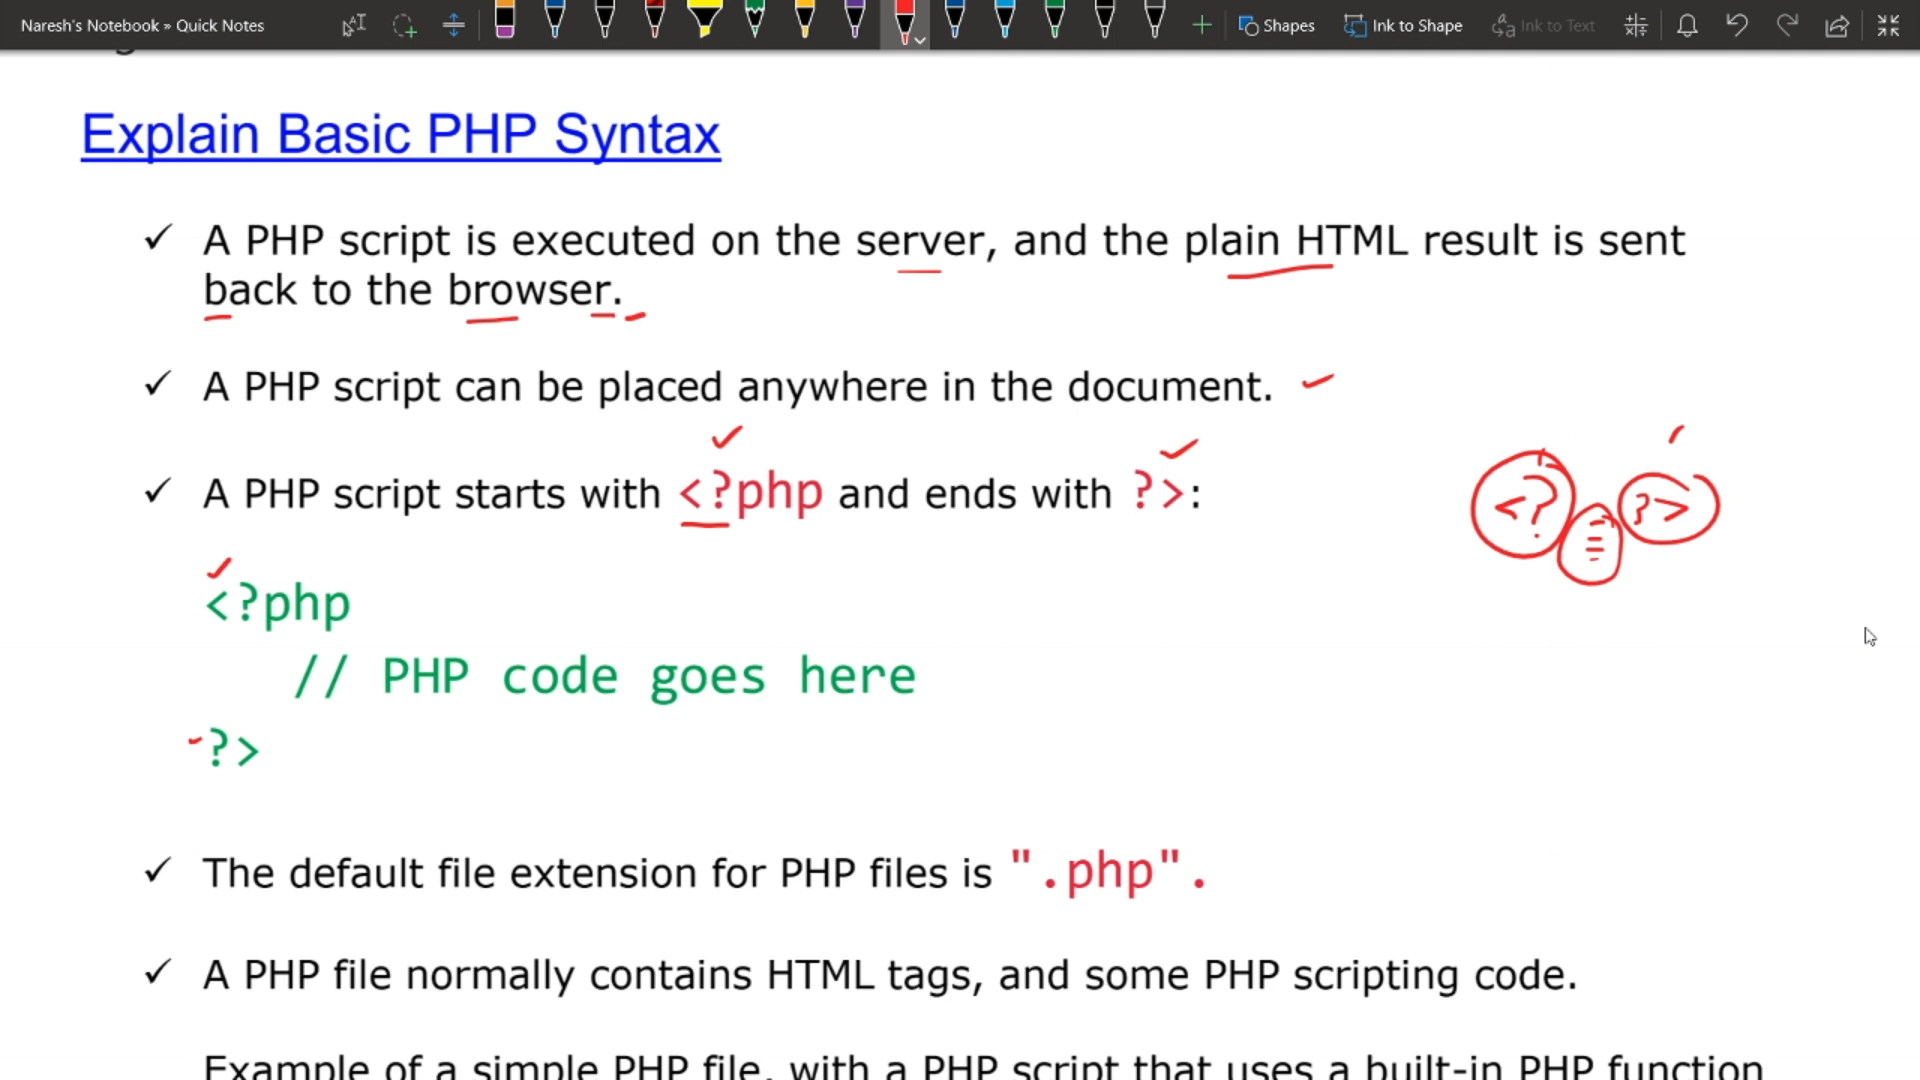 Naresh's Notebook » Quick Notes
Shapes
Ink to Shape
Ink to Text
Explain Basic PHP Syntax
✓ A PHP script is executed on the server, and the plain HTML result is sent
back to the browser.
✓ A PHP script can be placed anywhere in the document.
✓ A PHP script starts with <?php and ends with ?>:
<? ?>
<?php
// PHP code goes here
?>
✓ The default file extension for PHP files is ".php".
✓ A PHP file normally contains HTML tags, and some PHP scripting code.
Example of a simple PHP file, with a PHP script that uses a built-in PHP function